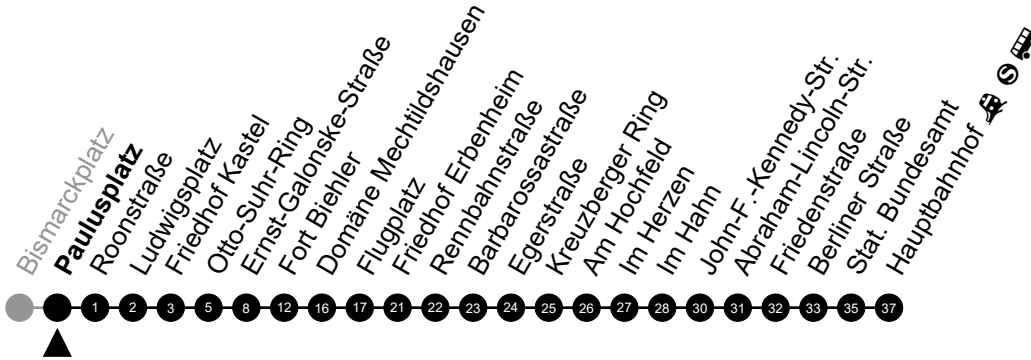 Bismarckplatz
Paulusplatz
Roonstraße
Ludwigsplatz
Friedhof Kastel
Otto-Suhr-Ring
Ernst-Galonske-Straße
Fort Biehler
Domäne Mechtildshausen
Flugplatz
Friedhof Erbenheim
Rennbahnstraße
Barbarossastraße
Egerstraße
Kreuzberger Ring
Am Hochfeld
Im Herzen
Im Hahn
John-F.-Kennedy-Str.
Abraham-Lincoln-Str.
Friedenstraße
Berliner Straße
Stat. Bundesamt
Hauptbahnhof S
1 2 3 5 8 12 16 17 21 22 23 24 25 26 27 28 30 31 32 33 35 37